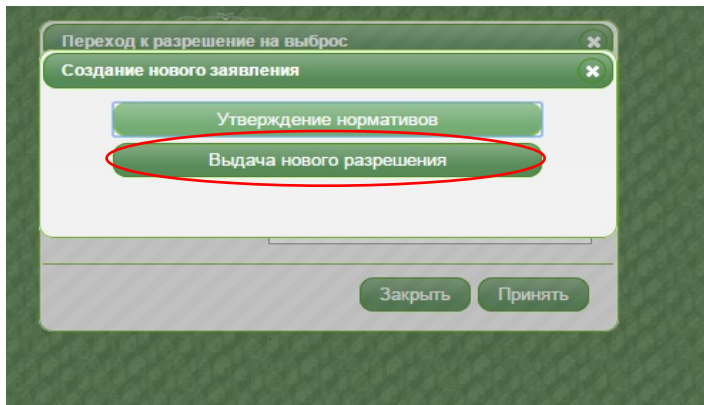 Переход к разрешение на выброс
Создание нового заявления
Утверждение нормативов
Выдача нового разрешения
Закрыть Принять